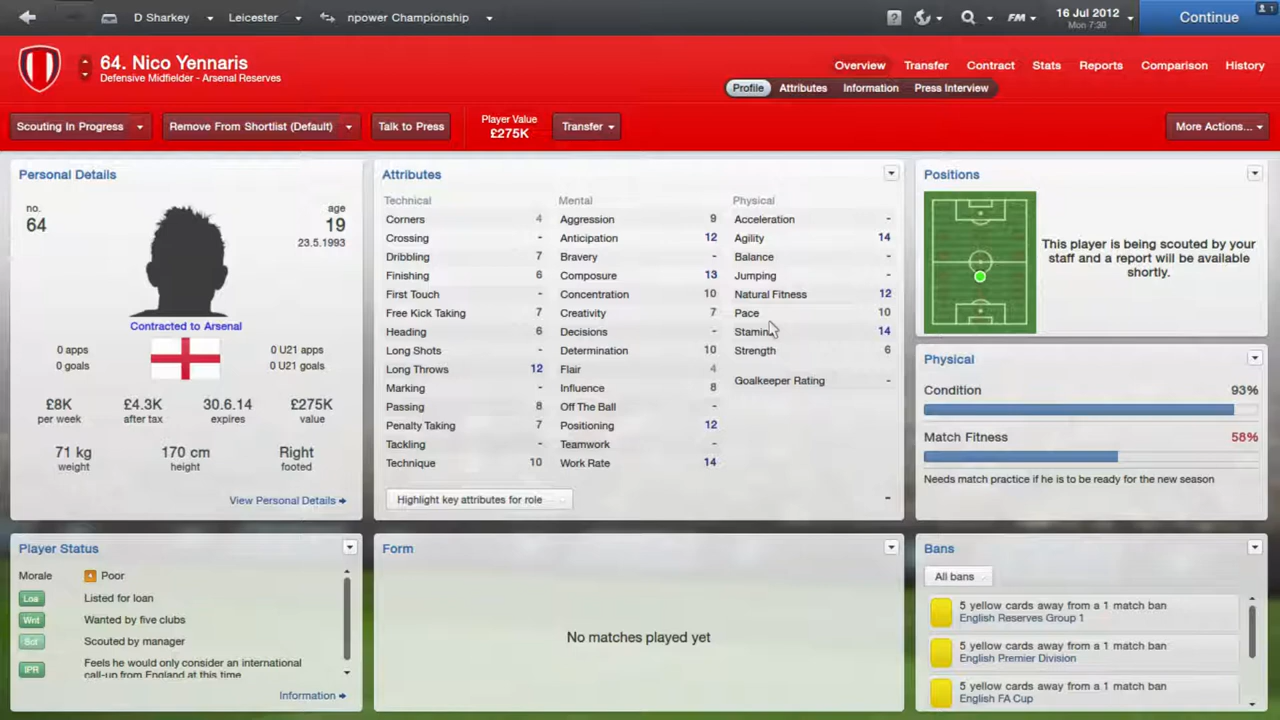 D Sharkey Leicester npower Championship ? FM 16 Jul 2012 1 Continue
Mon 7:30
64. Nico Yennaris
Defensive Midfielder - Arsenal Reserves
Overview Transfer Contract Stats Reports Comparison History
Profile Attributes Information Press Interview
Scouting In Progress Remove From Shortlist (Default) Talk to Press Player Value £275K Transfer More Actions...
Personal Details
no. 64
age 19
23.5.1993
Contracted to Arsenal
0 apps 0 U21 apps
0 goals 0 U21 goals
£8K £4.3K 30.6.14 £275K
per week after tax expires value
71 kg 170 cm Right
weight height footed
View Personal Details
Attributes
Technical Mental Physical
Corners 4 Aggression 9 Acceleration -
Crossing - Anticipation 12 Agility 14
Dribbling 7 Bravery - Balance -
Finishing 6 Composure 13 Jumping -
First Touch - Concentration 10 Natural Fitness 12
Free Kick Taking 7 Creativity 7 Pace 10
Heading 6 Decisions - Stamina 14
Long Shots - Determination 10 Strength 6
Long Throws 12 Flair 4
Goalkeeper Rating -
Marking - Influence 8
Passing 8 Off The Ball -
Penalty Taking 7 Positioning 12
Tackling - Teamwork -
Technique 10 Work Rate 14
Highlight key attributes for role -
Positions
This player is being scouted by your
staff and a report will be available
shortly.
Physical
Condition 93%
Match Fitness 58%
Needs match practice if he is to be ready for the new season
Player Status
Morale Poor
Loa Listed for loan
Wnt Wanted by five clubs
Sct Scouted by manager
IPR Feels he would only consider an international
call-up from England at this time
Information
Form
No matches played yet
Bans
All bans
5 yellow cards away from a 1 match ban
English Reserves Group 1
5 yellow cards away from a 1 match ban
English Premier Division
5 yellow cards away from a 1 match ban
English FA Cup